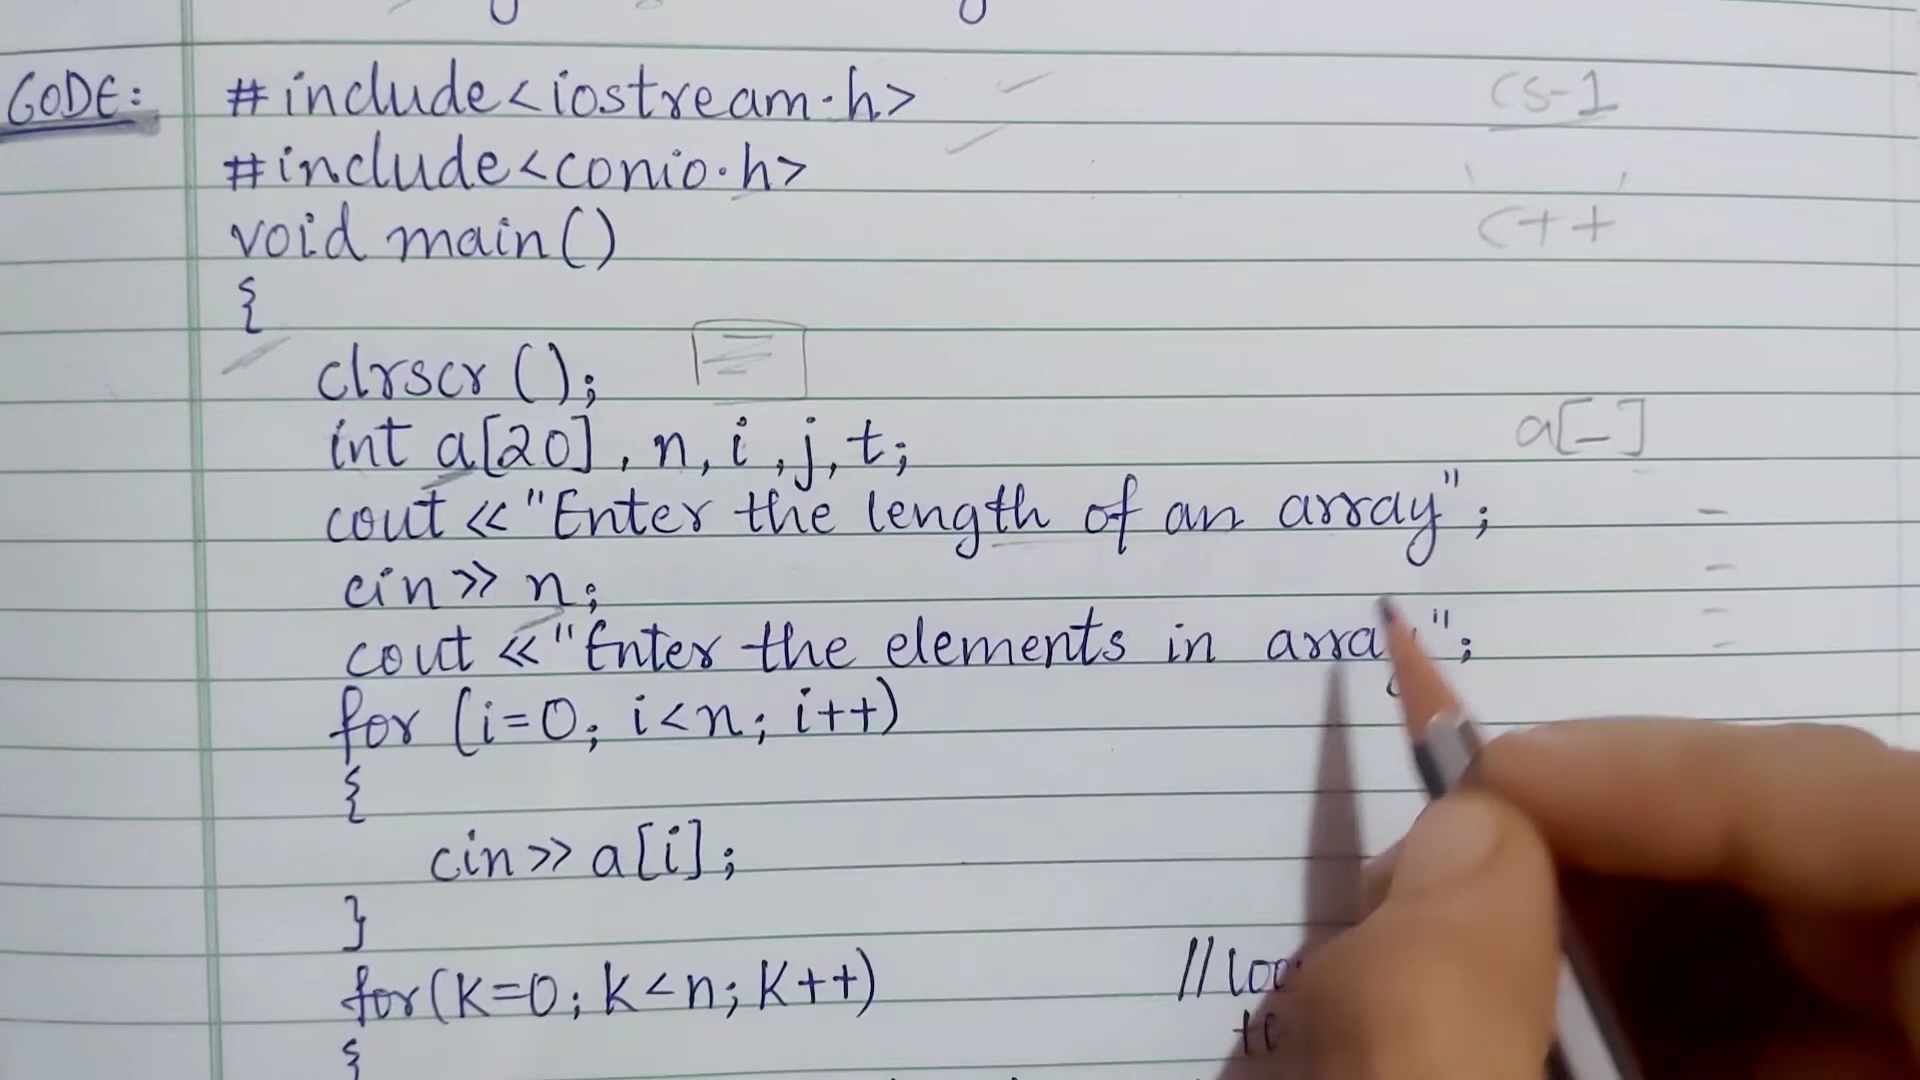 CODE: #include<iostream.h>
CS-1
#include<conio.h>
C++
void main()
{
clrscr();
int a[20], n, i, j, t;
a[-]
cout<<"Enter the length of an array";
cin>>n;
cout<<"Enter the elements in array";
for (i=0; i<n; i++)
{
cin>>a[i];
}
for(K=0; k<n; K++) //
{